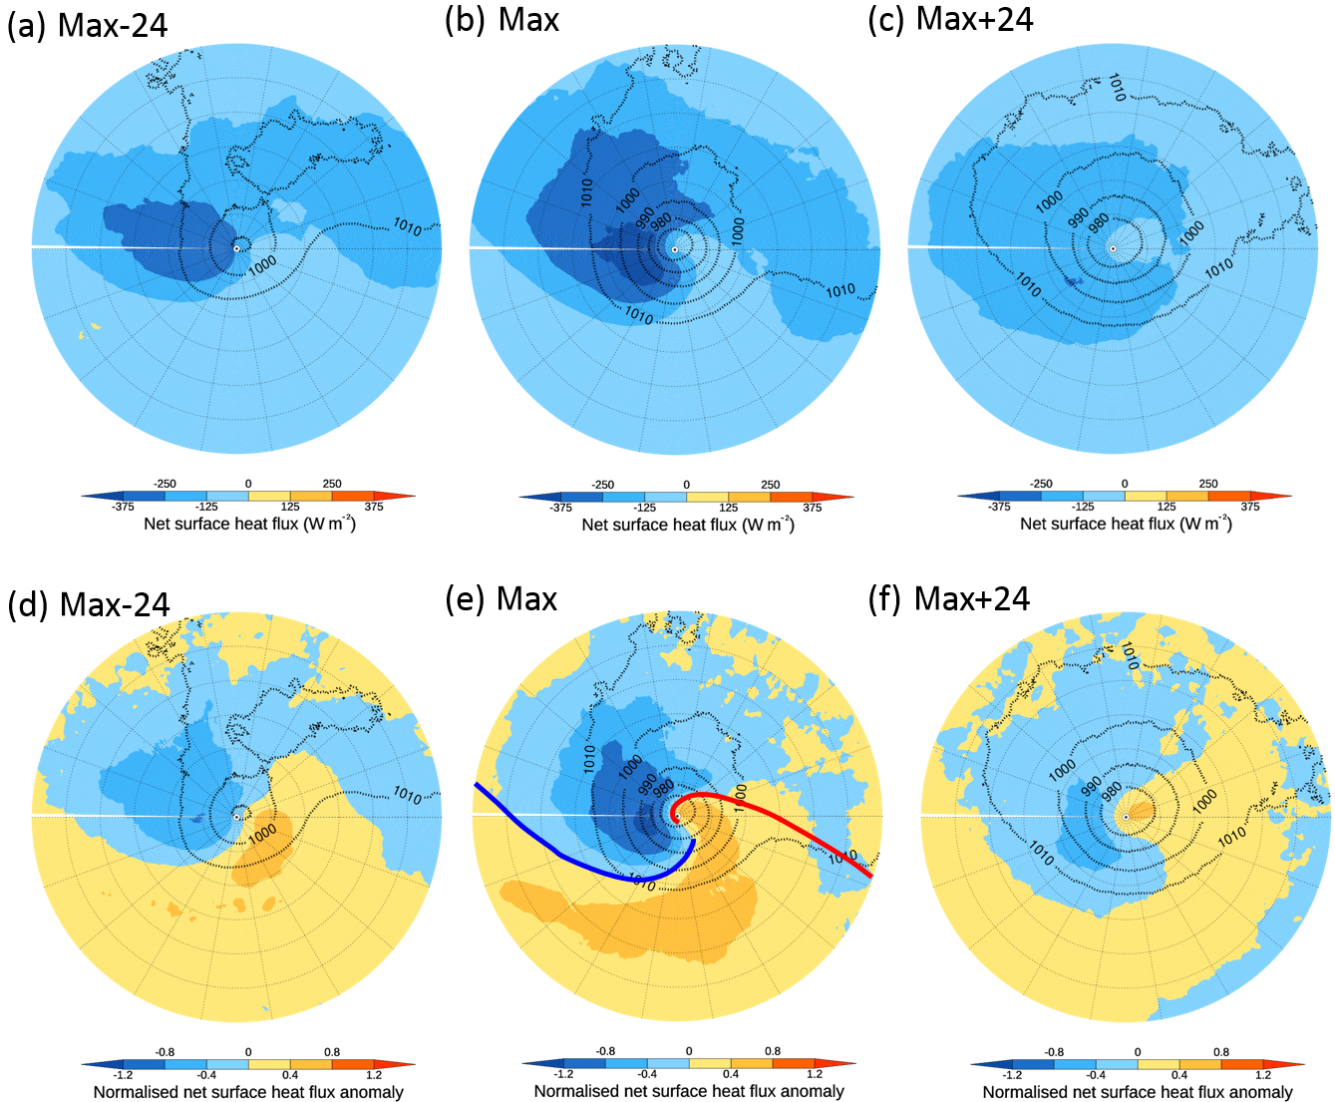 (a) Max-24
(b) Max
(c) Max+24
1010
1000
1010
1000
990
980
1000
1010
1010
1010
1000
990
980
1000
1010
1010
-250 0 250
-375 -125 125 375
Net surface heat flux (W m⁻²)
-250 0 250
-375 -125 125 375
Net surface heat flux (W m⁻²)
-250 0 250
-375 -125 125 375
Net surface heat flux (W m⁻²)
(d) Max-24
(e) Max
(f) Max+24
1010
1000
1010
1000
990
980
1000
1010
1010
1010
1000
990
980
1000
1010
1010
-0.8 0 0.8
-1.2 -0.4 0.4 1.2
Normalised net surface heat flux anomaly
-0.8 0 0.8
-1.2 -0.4 0.4 1.2
Normalised net surface heat flux anomaly
-0.8 0 0.8
-1.2 -0.4 0.4 1.2
Normalised net surface heat flux anomaly